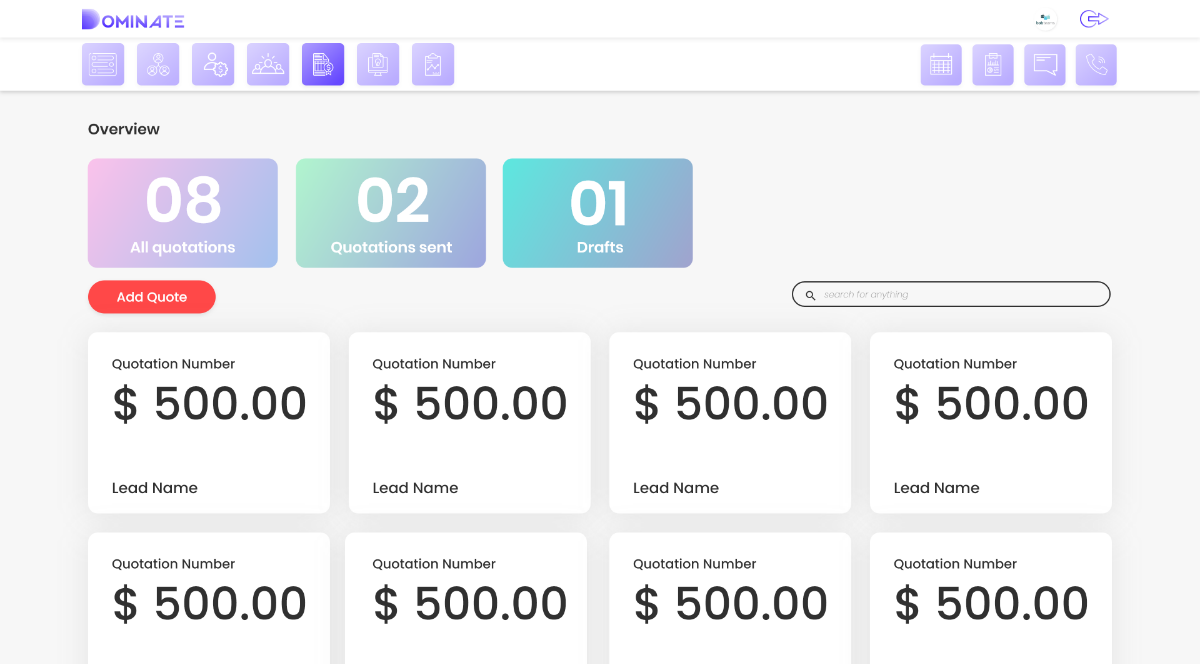 DOMINATE
Overview
08
All quotations
02
Quotations sent
01
Drafts
Add Quote
search for anything
Quotation Number
$ 500.00
Lead Name
Quotation Number
$ 500.00
Lead Name
Quotation Number
$ 500.00
Lead Name
Quotation Number
$ 500.00
Lead Name
Quotation Number
$ 500.00
Quotation Number
$ 500.00
Quotation Number
$ 500.00
Quotation Number
$ 500.00